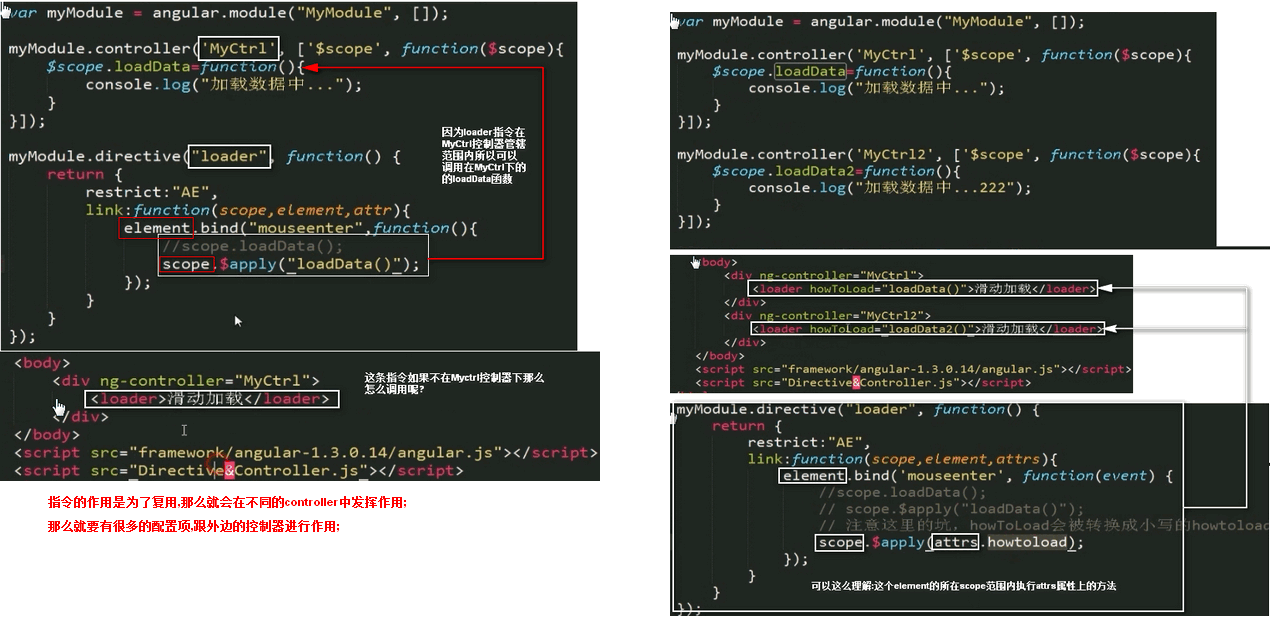 var myModule = angular.module("MyModule", []);
myModule.controller('MyCtrl', ['$scope', function($scope){
$scope.loadData=function(){
console.log("加载数据中...");
}
}]);
myModule.directive("loader", function() {
return {
restrict:"AE",
link:function(scope,element,attr){
element.bind("mouseenter",function(){
//scope.loadData();
scope.$apply("loadData()");
});
}
}
});
因为loader指令在
MyCtrl控制器管辖
范围内所以可以
调用在MyCtrl下的
的loadData函数
<body>
<div ng-controller="MyCtrl">
<loader>滑动加载</loader>
</div>
</body>
<script src="framework/angular-1.3.0.14/angular.js"></script>
<script src="Directive&Controller.js"></script>
这条指令如果不在Myctrl控制器下那么
怎么调用呢?
指令的作用是为了复用,那么就会在不同的controller中发挥作用;
那么就要有很多的配置项,跟外边的控制器进行作用;
var myModule = angular.module("MyModule", []);
myModule.controller('MyCtrl', ['$scope', function($scope){
$scope.loadData=function(){
console.log("加载数据中...");
}
}]);
myModule.controller('MyCtrl2', ['$scope', function($scope){
$scope.loadData2=function(){
console.log("加载数据中...222");
}
}]);
<body>
<div ng-controller="MyCtrl">
<loader howToLoad="loadData()">滑动加载</loader>
</div>
<div ng-controller="MyCtrl2">
<loader howToLoad="loadData2()">滑动加载</loader>
</div>
</body>
<script src="framework/angular-1.3.0.14/angular.js"></script>
<script src="Directive&Controller.js"></script>
myModule.directive("loader", function() {
return {
restrict:"AE",
link:function(scope,element,attrs){
element.bind('mouseenter', function(event) {
//scope.loadData();
// scope.$apply("loadData()");
// 注意这里的坑，howToLoad会被转换成小写的howtoload
scope.$apply(attrs.howtoload);
});
}
}
});
可以这么理解:这个element的所在scope范围内执行attrs属性上的方法